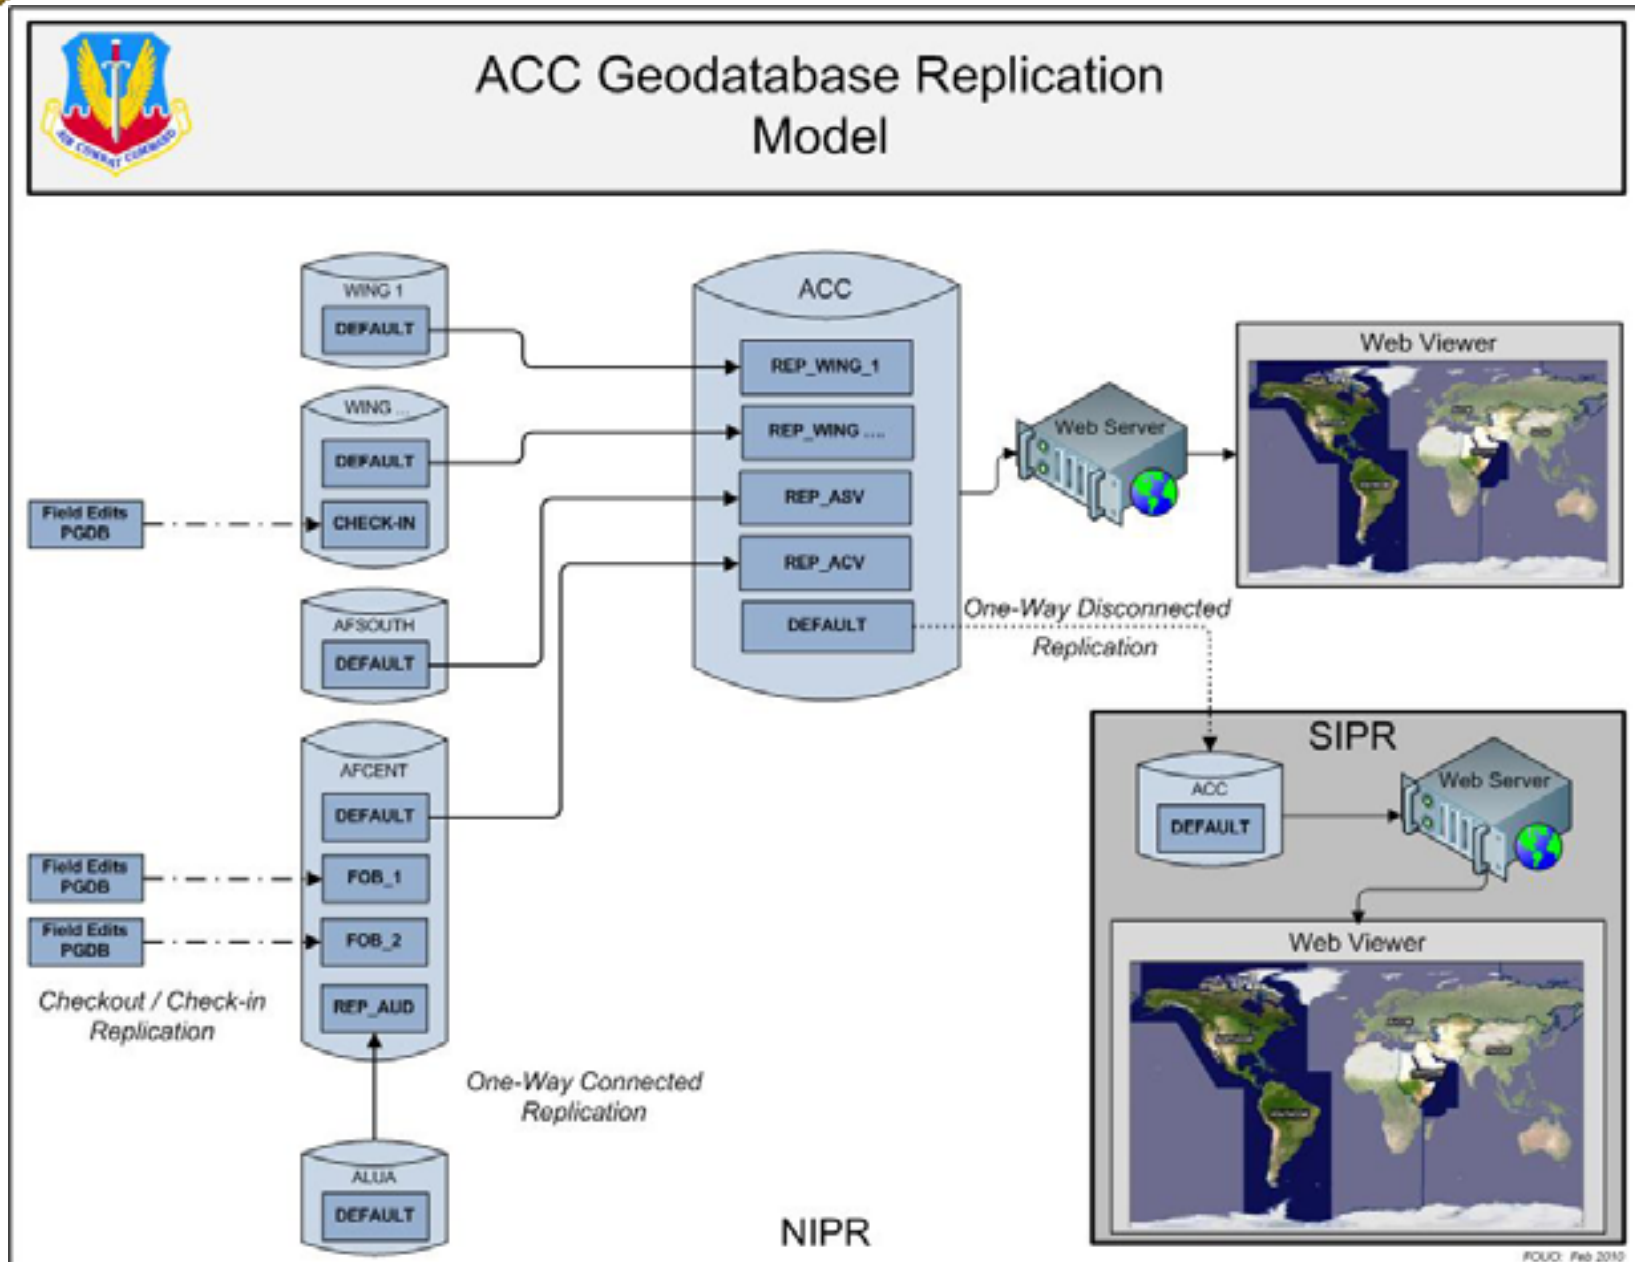 ACC Geodatabase Replication
Model
AIR COMBAT COMMAND
WING 1
DEFAULT
WING ...
DEFAULT
CHECK-IN
Field Edits
PGDB
AFSOUTH
DEFAULT
AFCENT
DEFAULT
FOB_1
FOB_2
REP_AUD
Field Edits
PGDB
Field Edits
PGDB
Checkout / Check-in
Replication
One-Way Connected
Replication
ALUA
DEFAULT
ACC
REP_WING_1
REP_WING ....
REP_ASV
REP_ACV
DEFAULT
Web Server
Web Viewer
One-Way Disconnected
Replication
SIPR
ACC
DEFAULT
Web Server
Web Viewer
NIPR
FOUO: Feb 2010